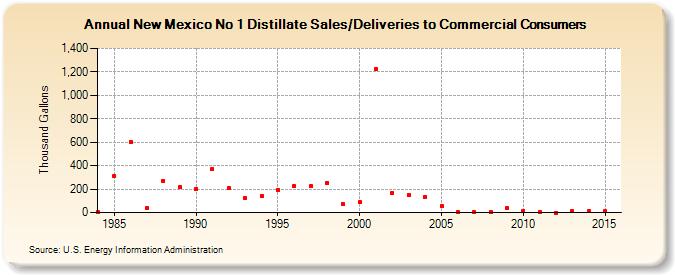 Annual New Mexico No 1 Distillate Sales/Deliveries to Commercial Consumers
Thousand Gallons
1,400
1,200
1,000
800
600
400
200
0
1985 1990 1995 2000 2005 2010 2015
Source: U.S. Energy Information Administration